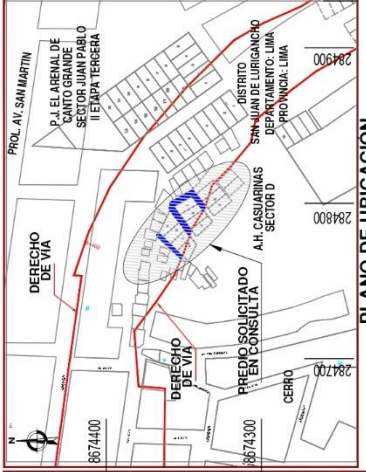 PROL. AV. SAN MARTIN
P.J. EL ARENAL DE
CANTO GRANDE
SECTOR JUAN PABLO
II ETAPA TERCERA
DERECHO
DE VIA
N
8674400
DISTRITO
SAN JUAN DE LURIGANCHO
DEPARTAMENTO: LIMA
PROVINCIA: LIMA
284900
A.H. CASUARINAS
SECTOR D
284800
DERECHO
DE VIA
PREDIO SOLICITADO
EN CONSULTA
8674300
CERRO
284700
PLANO DE UBICACION